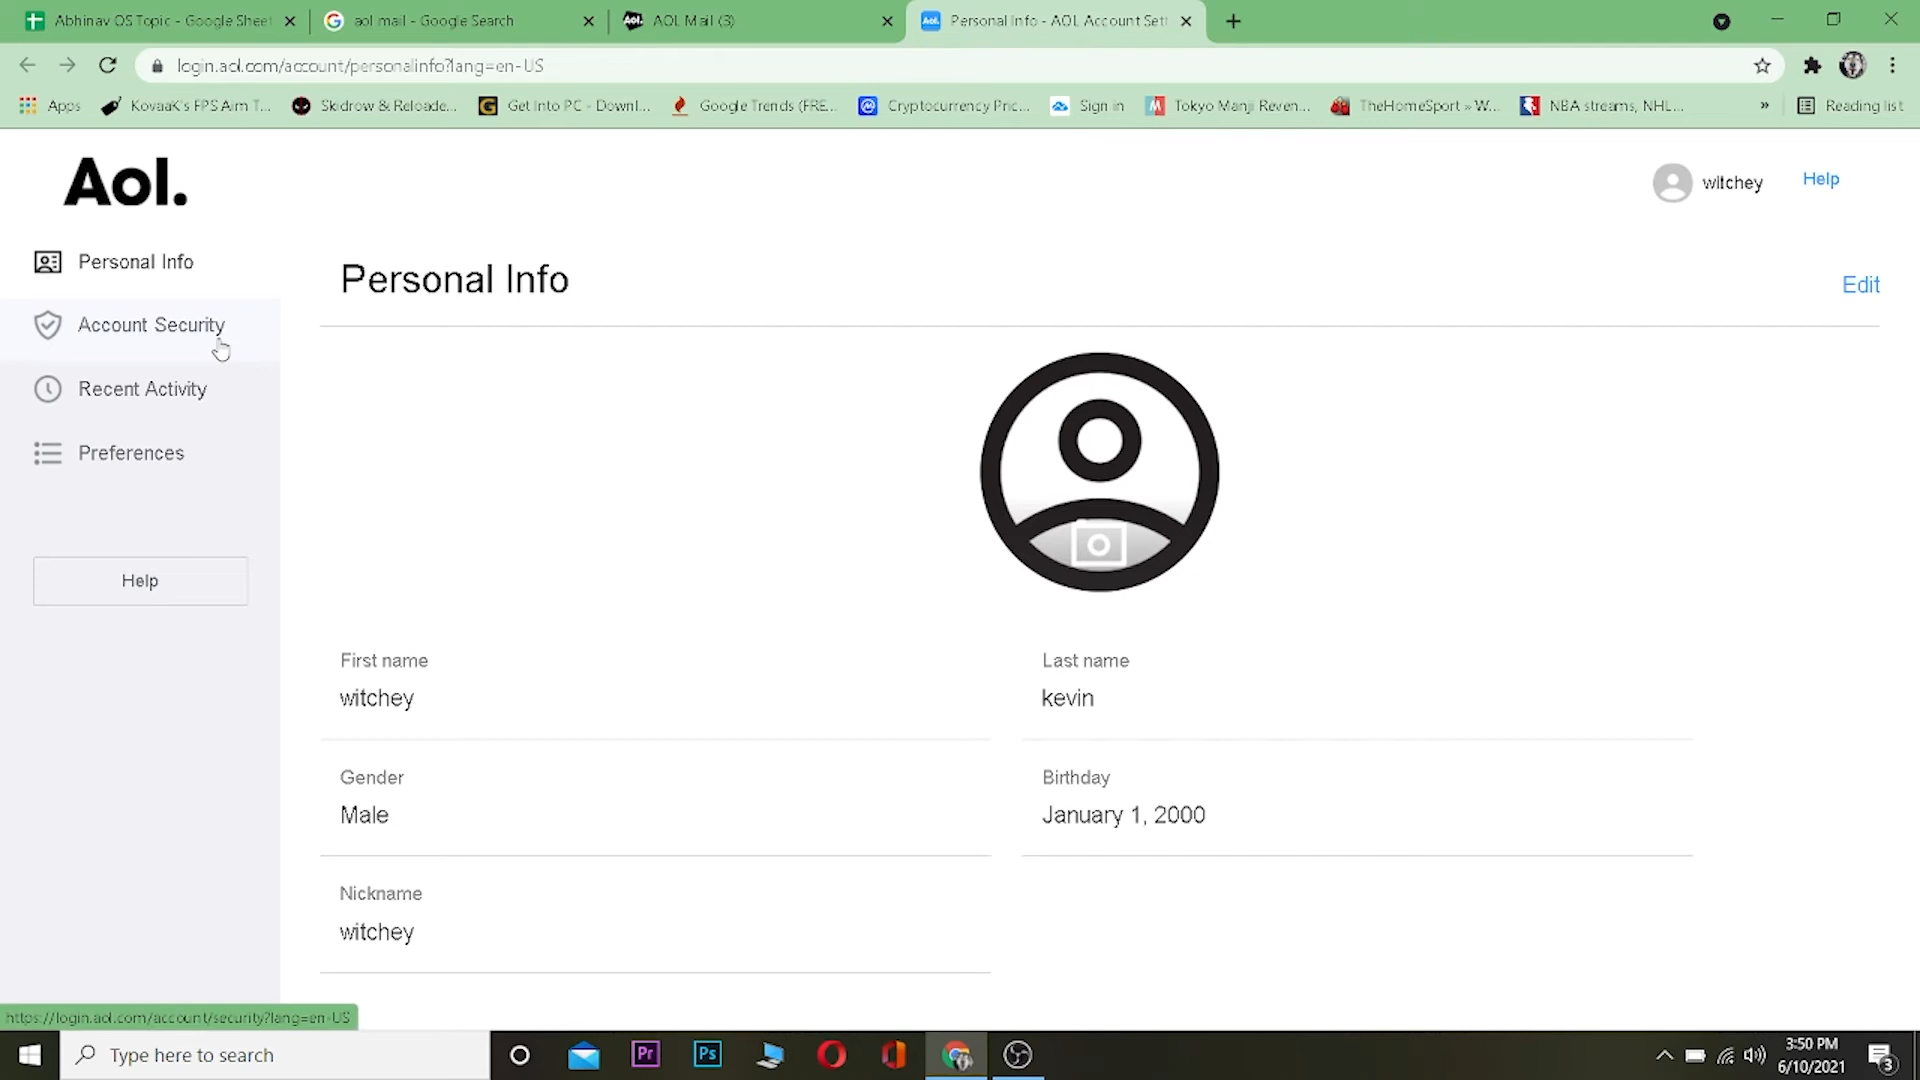 Abhinav OS Topic - Google Sheet
aol mail - Google Search
Aol.
AOL Mail (3)
Aol.
Personal Info - AOL Account Sett
login.aol.com/account/personalinfo?lang=en-US
Apps
KovaaK's FPS Aim T...
Skidrow & Reloade...
Get Into PC - Downl...
Google Trends (FRE...
Cryptocurrency Pric...
Sign in
Tokyo Manji Reven...
TheHomeSport » W...
NBA streams, NHL...
»
Reading list
Aol.
witchey
Help
Personal Info
Account Security
Recent Activity
Preferences
Help
Personal Info
Edit
First name
witchey
Last name
kevin
Gender
Male
Birthday
January 1, 2000
Nickname
witchey
https://login.aol.com/account/security?lang=en-US
Type here to search
Pr
Ps
3:50 PM
6/10/2021
3